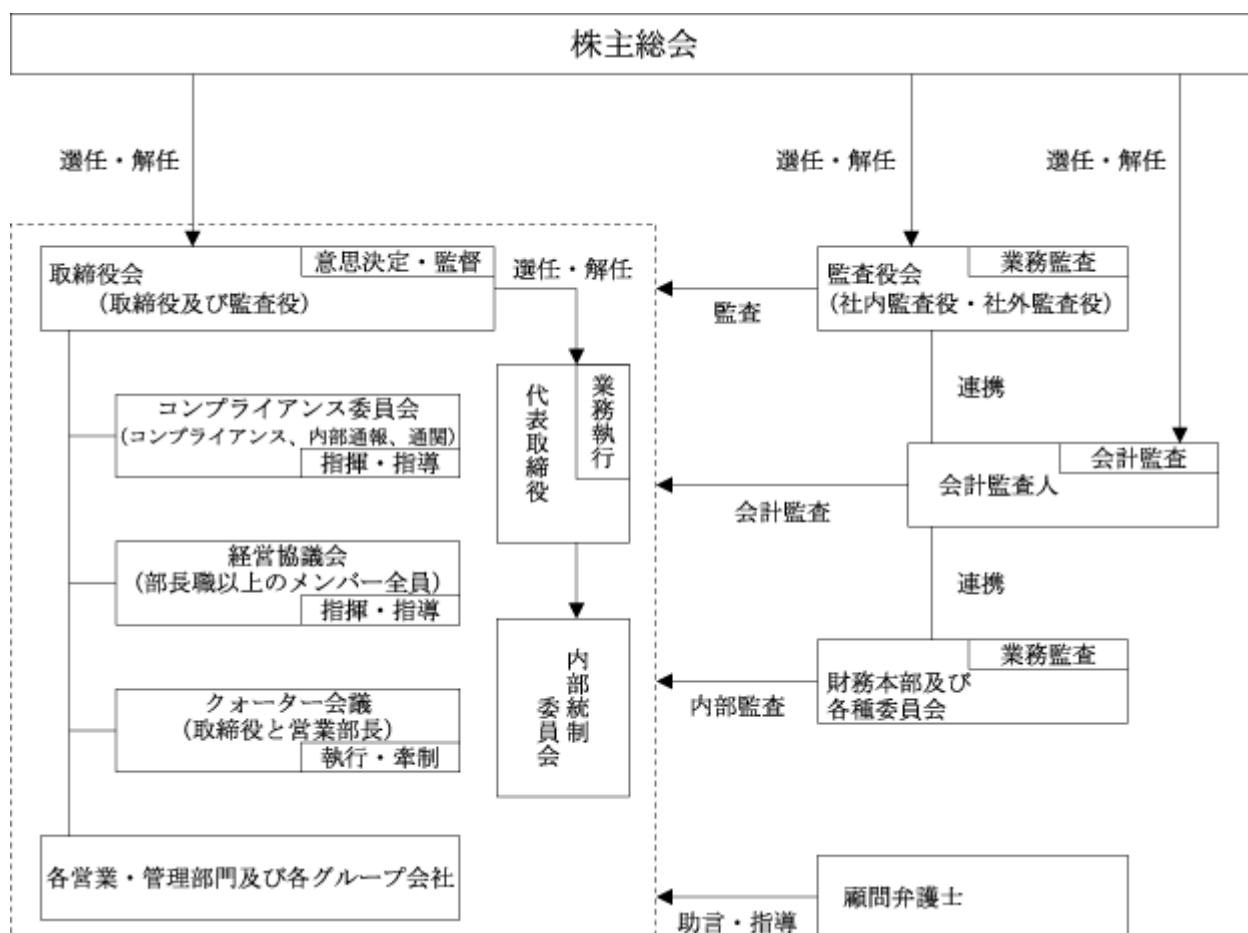 株主総会
選任・解任
選任・解任
選任・解任
取締役会
意思決定・監督
(取締役及び監査役)
選任・解任
監査
監査役会
業務監査
(社内監査役・社外監査役)
代表取締役
業務執行
連携
コンプライアンス委員会
(コンプライアンス、内部通報、通関)
指揮・指導
会計監査
会計監査人
会計監査
経営協議会
(部長職以上のメンバー全員)
指揮・指導
連携
内部統制
委員会
業務監査
財務本部及び
各種委員会
内部監査
クォーター会議
(取締役と営業部長)
執行・牽制
各営業・管理部門及び各グループ会社
顧問弁護士
助言・指導